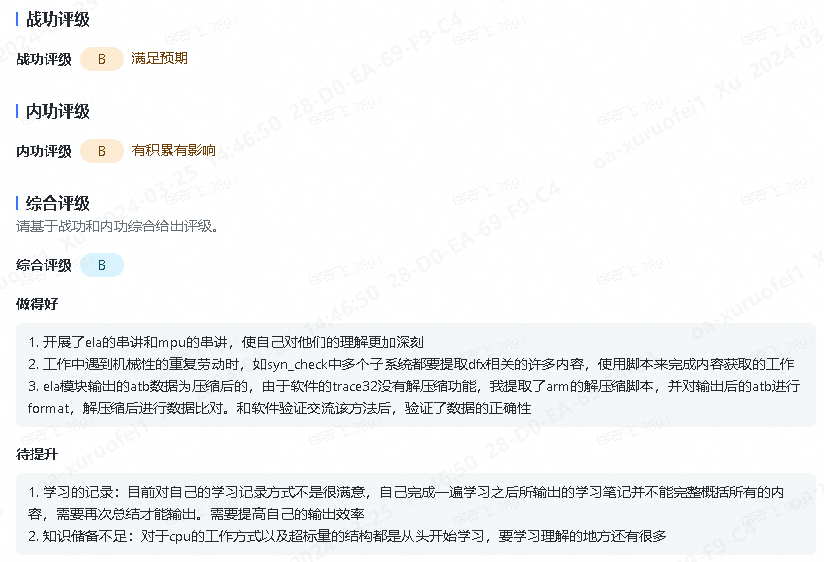 战功评级
战功评级 B 满足预期
内功评级
内功评级 B 有积累有影响
综合评级
请基于战功和内功综合给出评级。
综合评级 B
做得好
1. 开展了ela的串讲和mpu的串讲，使自己对他们的理解更加深刻
2. 工作中遇到机械性的重复劳动时，如syn_check中多个子系统都要提取dfx相关的许多内容，使用脚本来完成内容获取的工作
3. ela模块输出的atb数据为压缩后的，由于软件的trace32没有解压缩功能，我提取了arm的解压缩脚本，并对输出后的atb进行
format，解压缩后进行数据比对。和软件验证交流该方法后，验证了数据的正确性
待提升
1. 学习的记录：目前对自己的学习记录方式不是很满意，自己完成一遍学习之后所输出的学习笔记并不能完整概括所有的内
容，需要再次总结才能输出。需要提高自己的输出效率
2. 知识储备不足：对于cpu的工作方式以及超标量的结构都是从头开始学习，要学习理解的地方还有很多